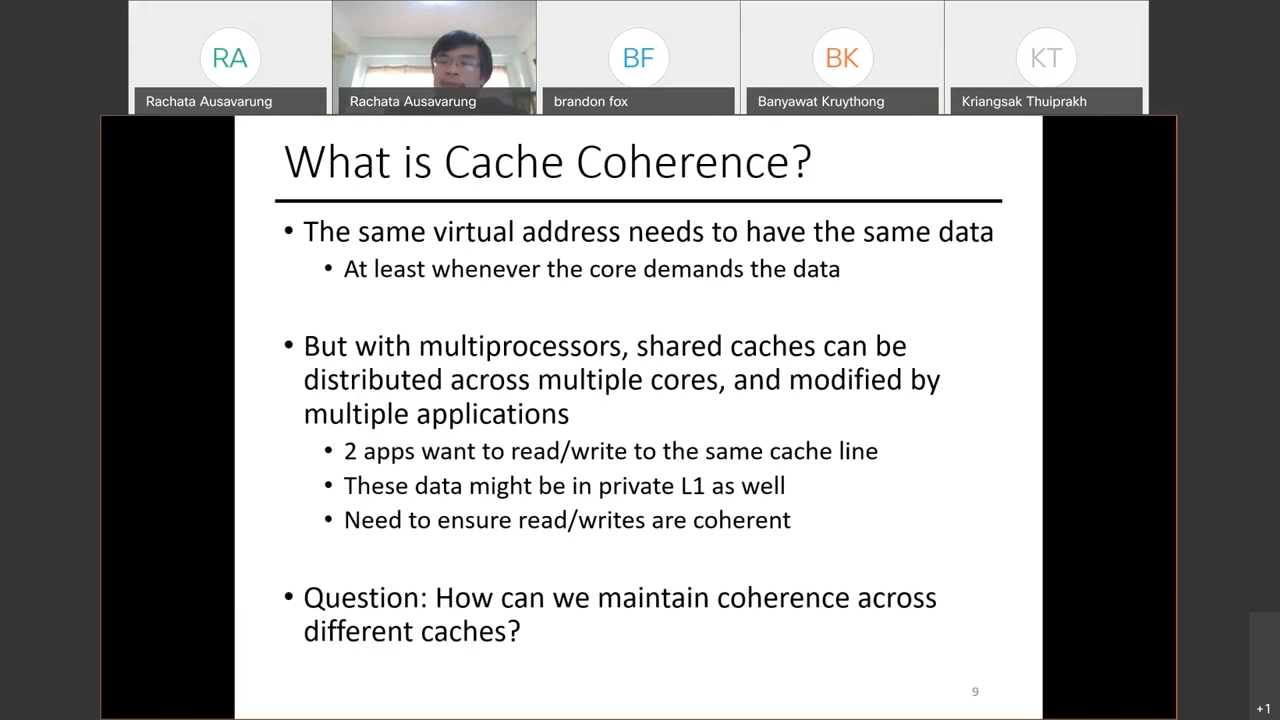 RA
BF
BK
KT
Rachata Ausavarung
Rachata Ausavarung
brandon fox
Banyawat Kruythong
Kriangsak Thuiprakh
What is Cache Coherence?
• The same virtual address needs to have the same data
• At least whenever the core demands the data
• But with multiprocessors, shared caches can be
distributed across multiple cores, and modified by
multiple applications
• 2 apps want to read/write to the same cache line
• These data might be in private L1 as well
• Need to ensure read/writes are coherent
• Question: How can we maintain coherence across
different caches?
9
+1